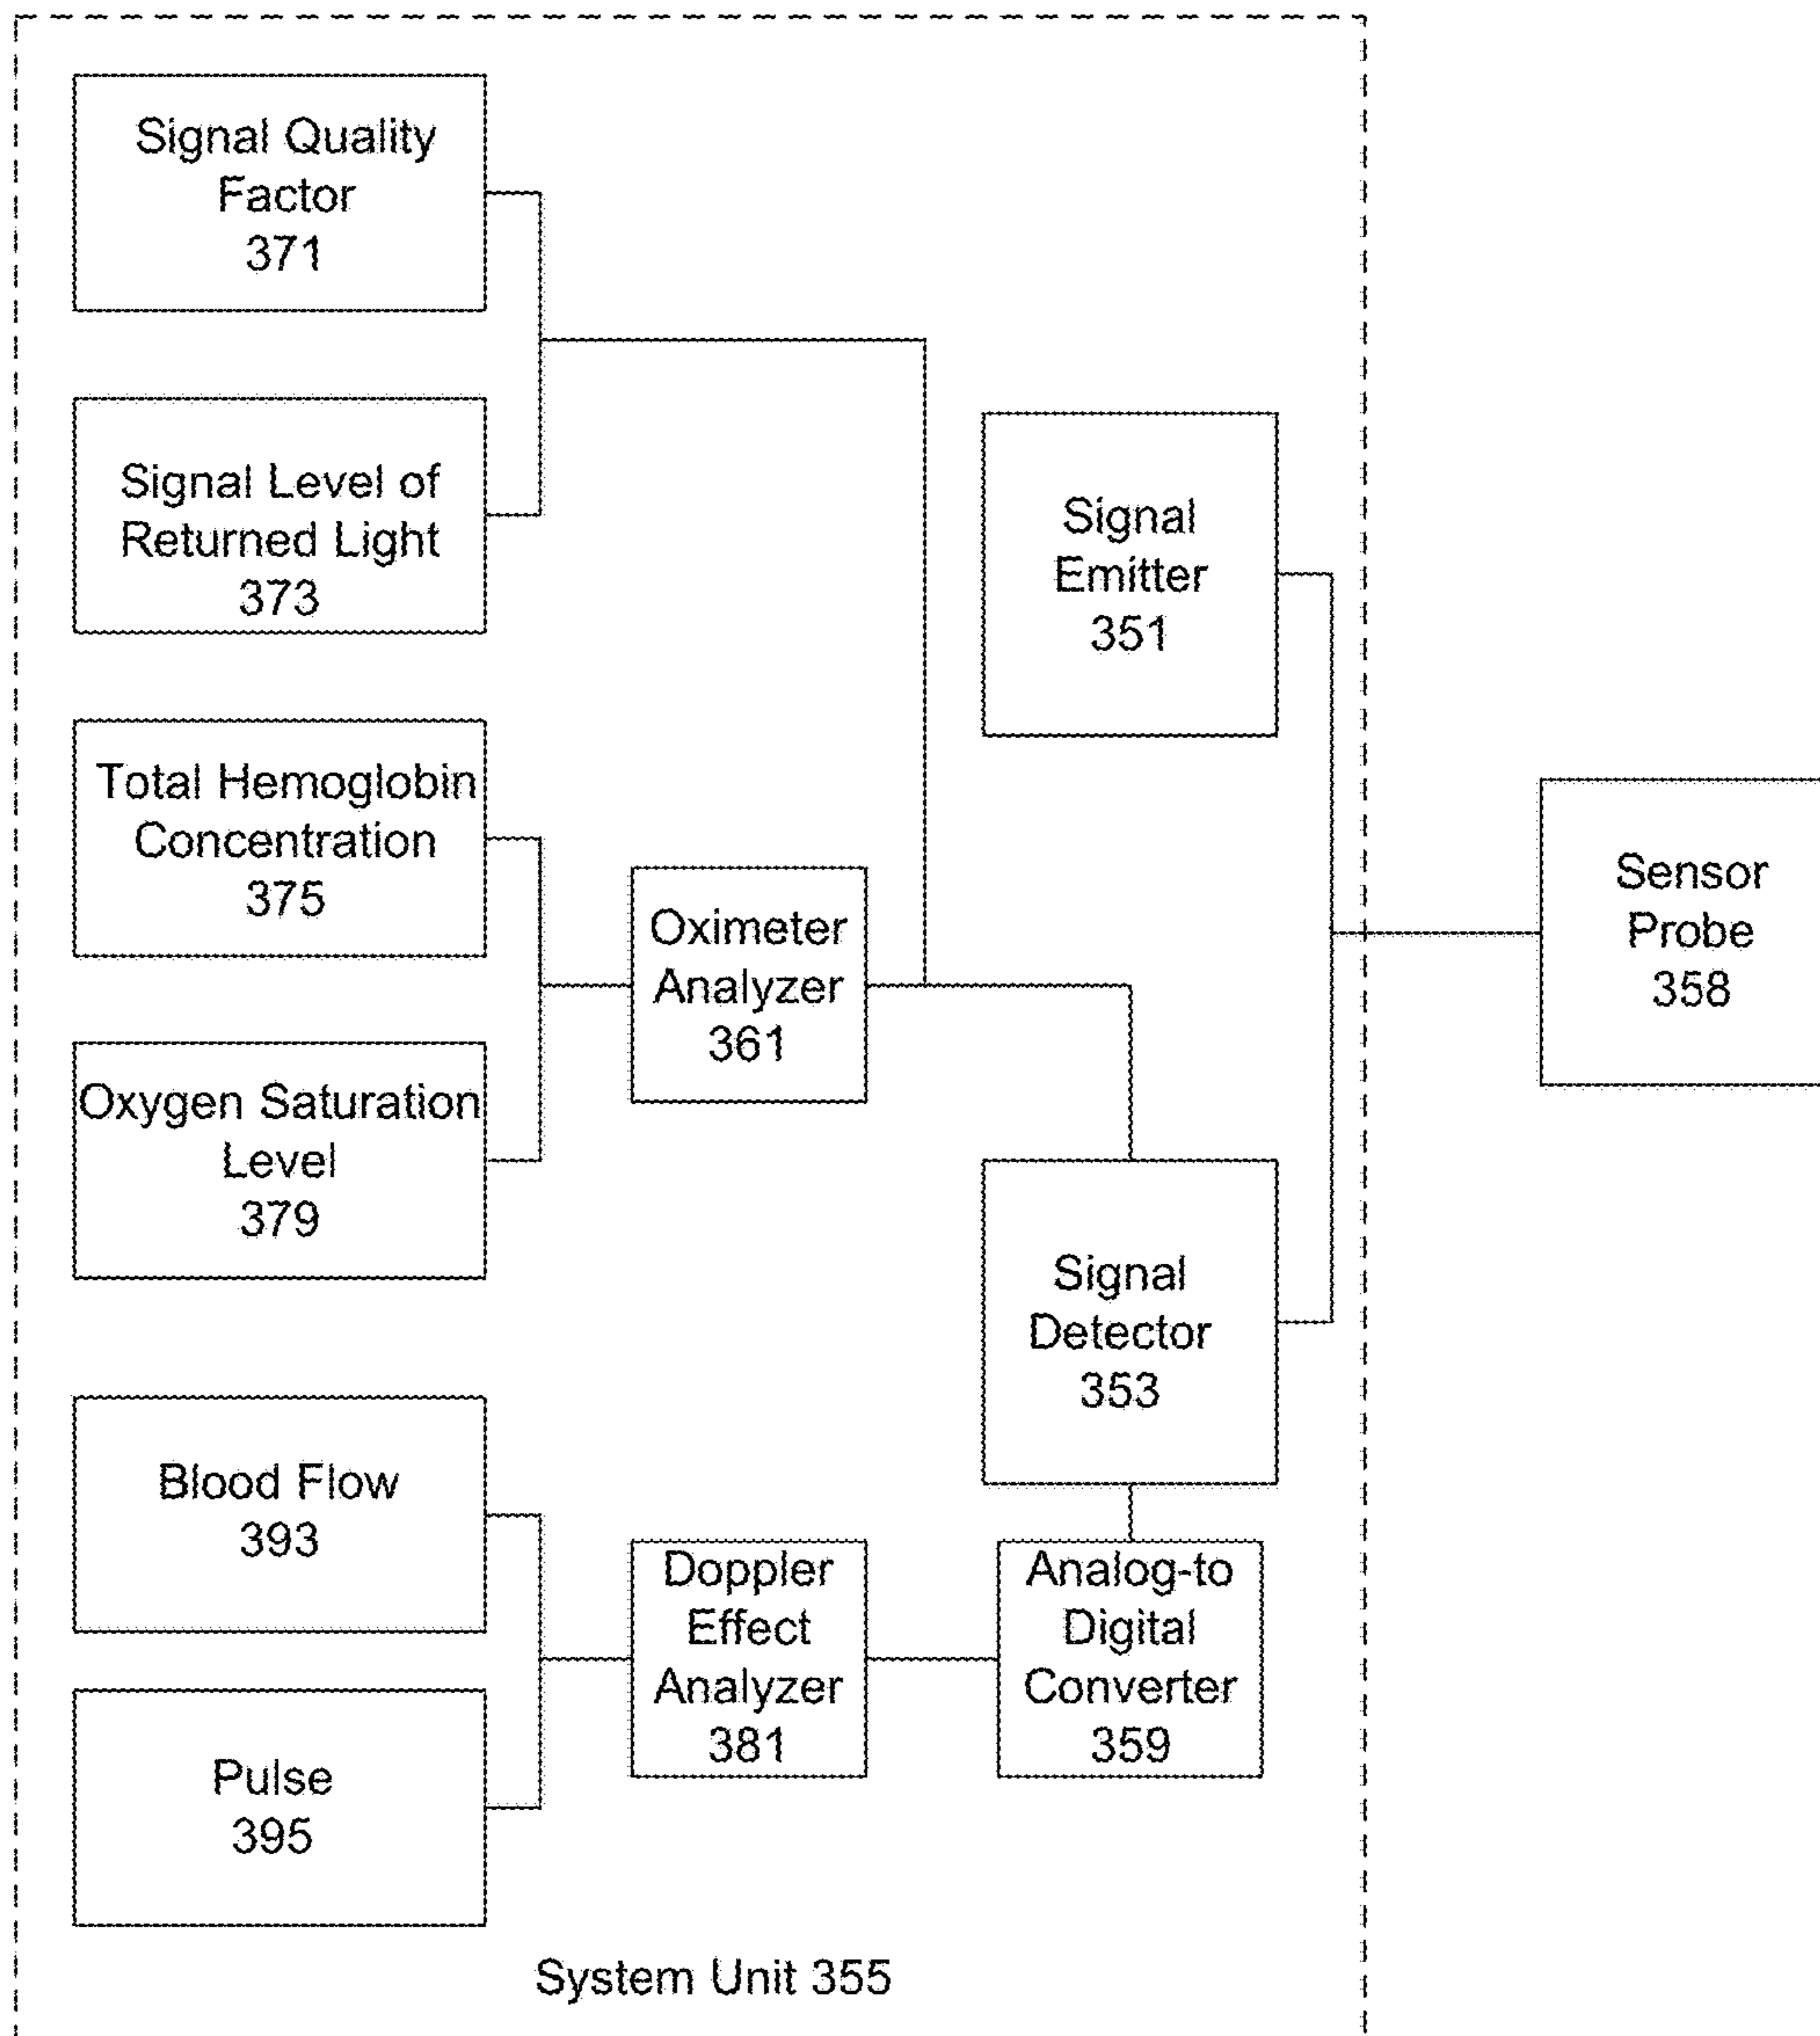 Signal Quality
Factor
371
Signal Level of
Returned Light
373
Signal
Emitter
351
Total Hemoglobin
Concentration
375
Oximeter
Analyzer
361
Sensor
Probe
358
Oxygen Saturation
Level
379
Signal
Detector
353
Blood Flow
393
Doppler
Effect
Analyzer
381
Analog-to
Digital
Converter
359
Pulse
395
System Unit 355